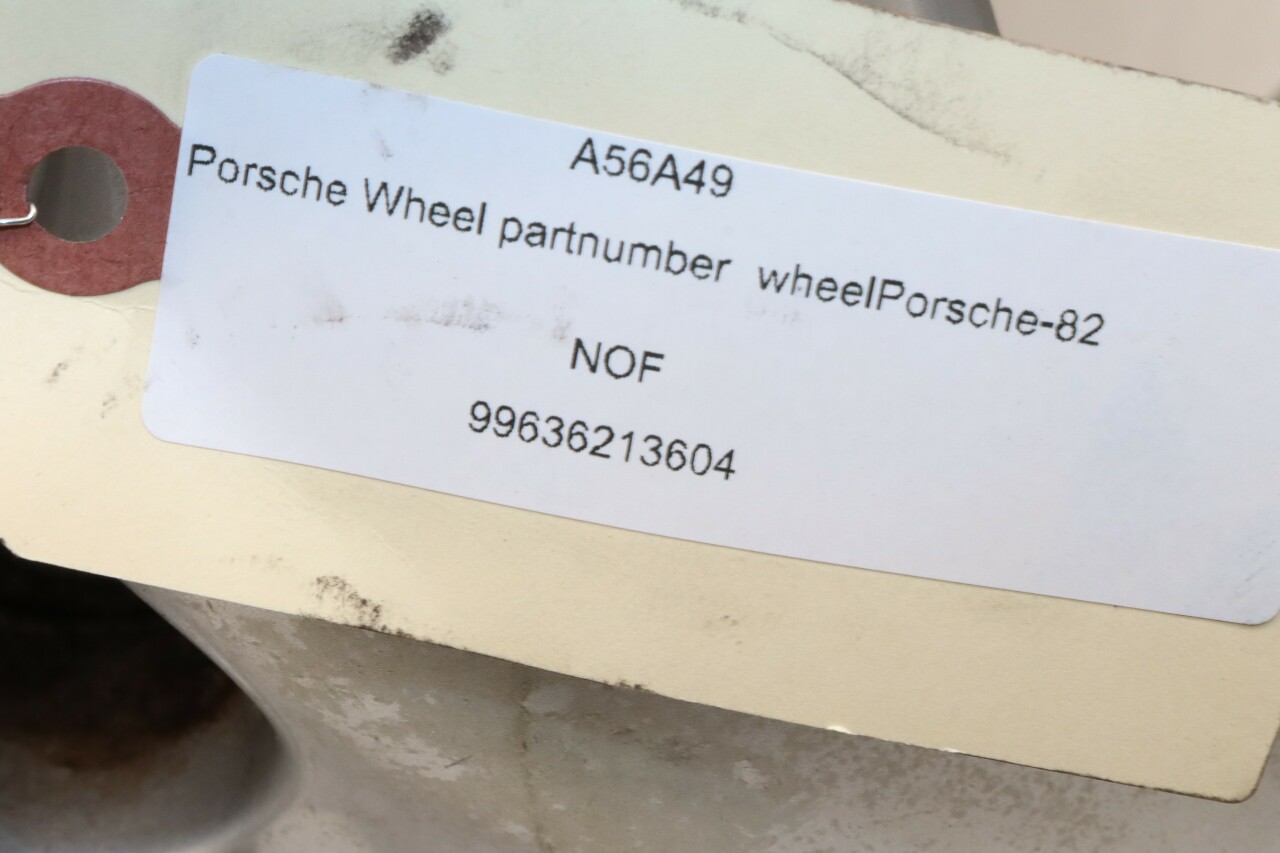 A56A49
Porsche Wheel partnumber wheelPorsche-82
NOF
99636213604